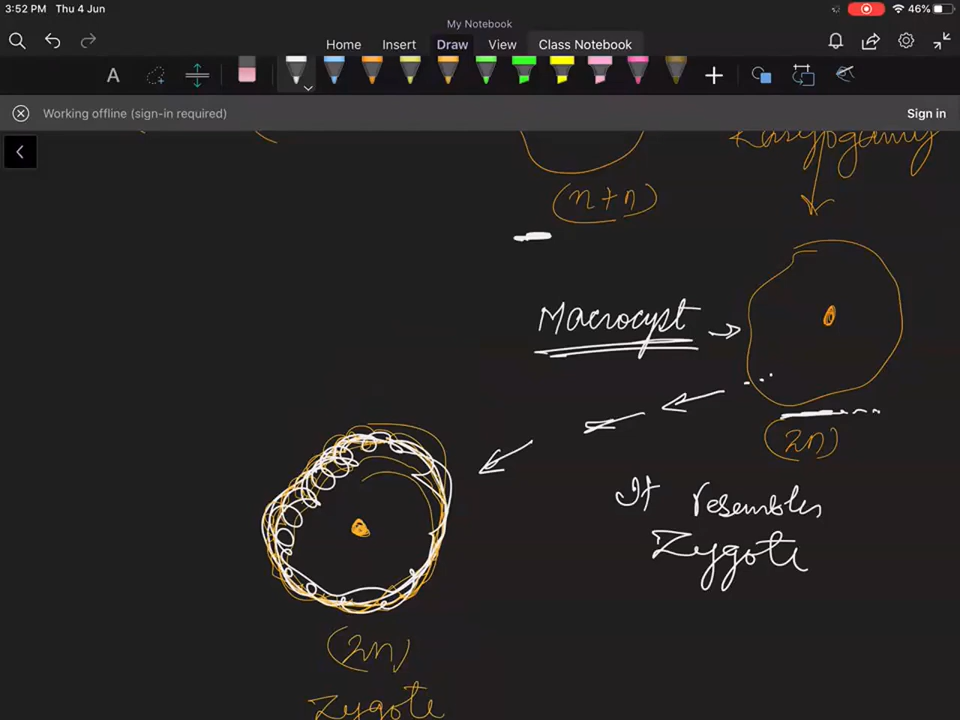 3:52 PM Thu 4 Jun
46%
My Notebook
Home Insert Draw View Class Notebook
A
Working offline (sign-in required)
Sign in
(n+n)
Macrocyst
(2n)
It resembles
Zygote
(2n)
Zygote